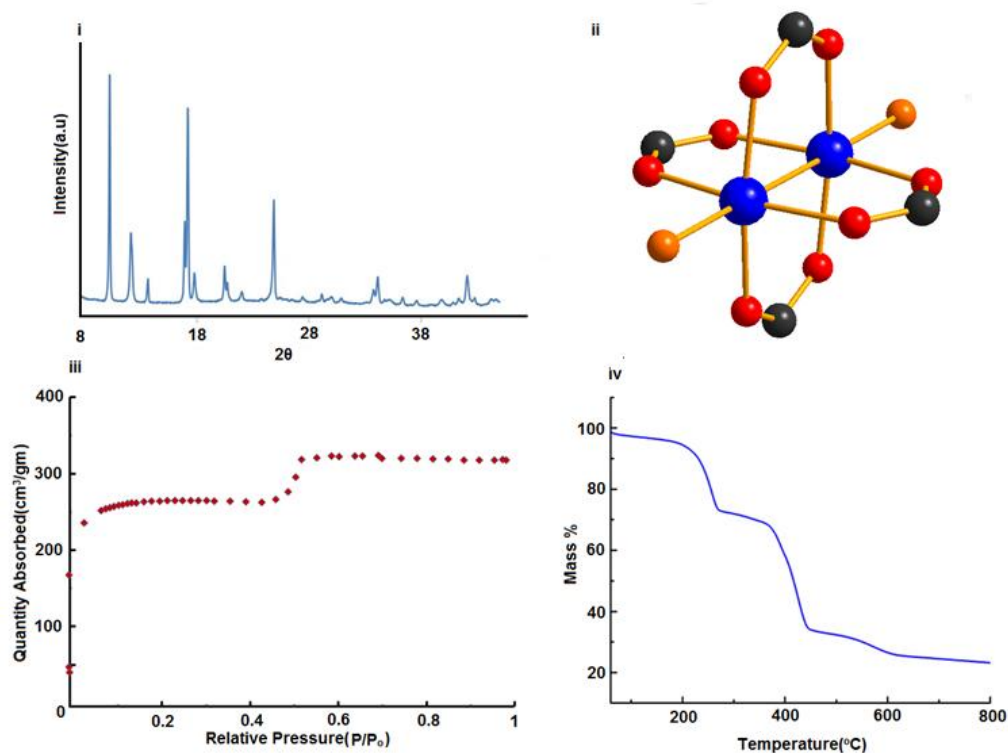 i
Intensity(a.u)
8
18
28
38
2θ
ii
iii
Quantity Absorbed(cm³/gm)
400
300
200
100
0
0.2
0.4
0.6
0.8
1
Relative Pressure(P/Pₒ)
iv
Mass %
100
80
60
40
20
200
400
600
800
Temperature(ºC)